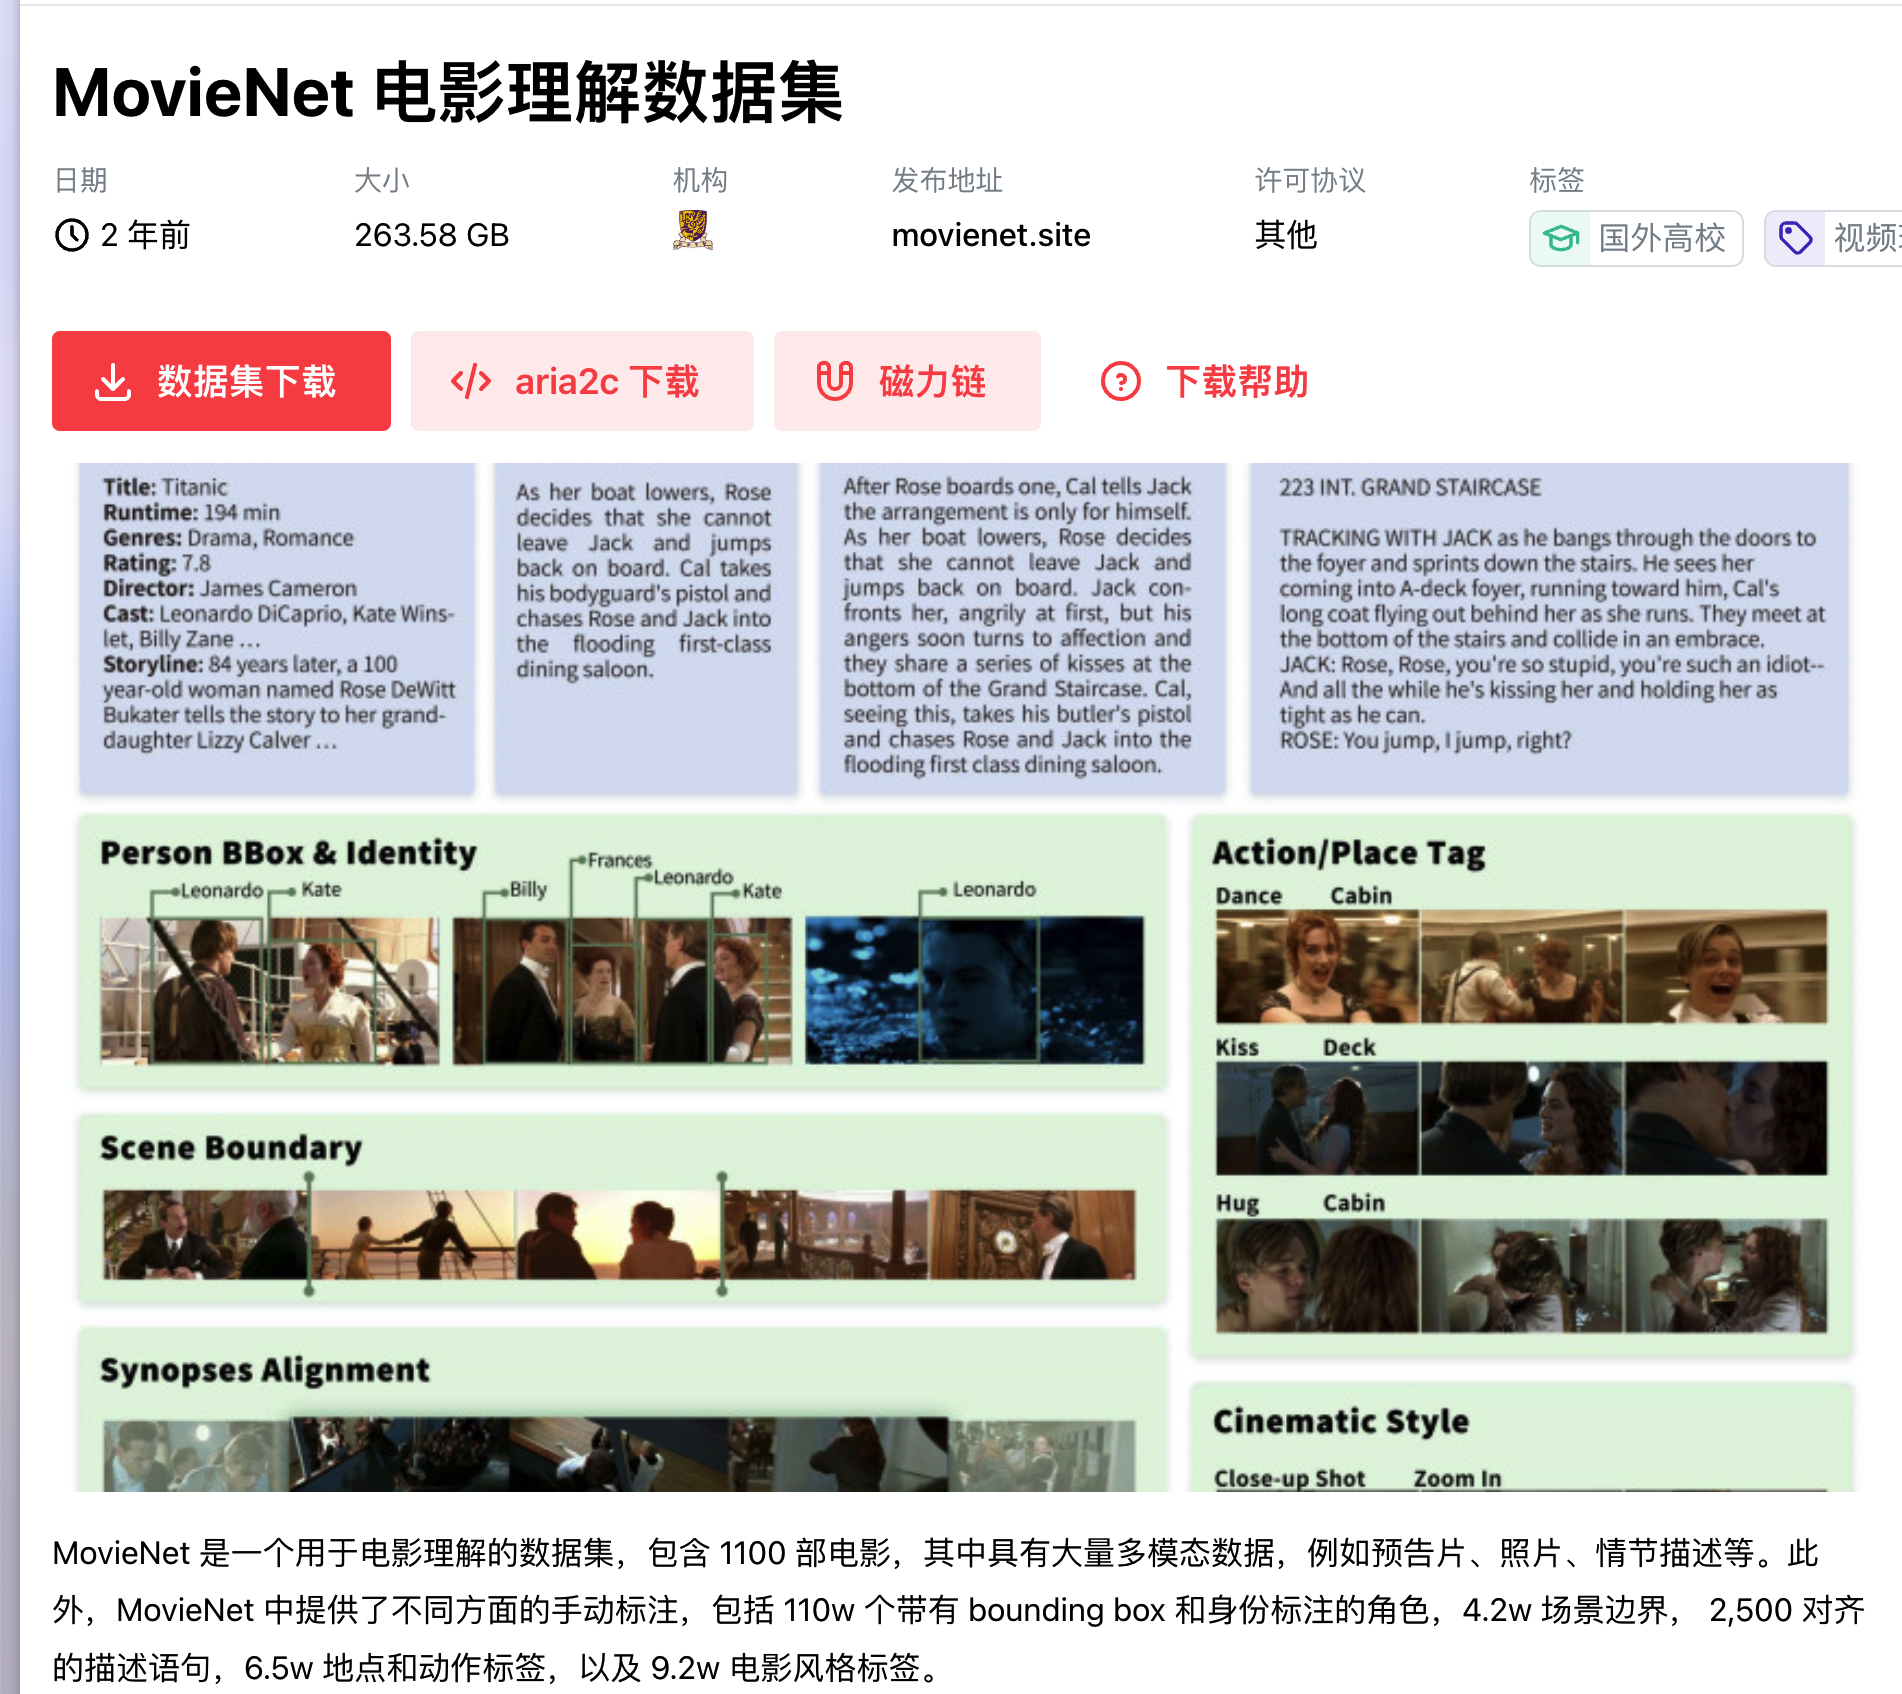 MovieNet 电影理解数据集
日期
大小
机构
发布地址
许可协议
标签
2 年前
263.58 GB
movienet.site
其他
国外高校
视频
数据集下载
</> aria2c 下载
磁力链
下载帮助
Title: Titanic
Runtime: 194 min
Genres: Drama, Romance
Rating: 7.8
Director: James Cameron
Cast: Leonardo DiCaprio, Kate Wins-
let, Billy Zane ...
Storyline: 84 years later, a 100
year-old woman named Rose DeWitt
Bukater tells the story to her grand-
daughter Lizzy Calver ...
As her boat lowers, Rose
decides that she cannot
leave Jack and jumps
back on board. Cal takes
his bodyguard's pistol and
chases Rose and Jack into
the flooding first-class
dining saloon.
After Rose boards one, Cal tells Jack
the arrangement is only for himself.
As her boat lowers, Rose decides
that she cannot leave Jack and
jumps back on board. Jack con-
fronts her, angrily at first, but his
angers soon turns to affection and
they share a series of kisses at the
bottom of the Grand Staircase. Cal,
seeing this, takes his butler's pistol
and chases Rose and Jack into the
flooding first class dining saloon.
223 INT. GRAND STAIRCASE
TRACKING WITH JACK as he bangs through the doors to
the foyer and sprints down the stairs. He sees her
coming into A-deck foyer, running toward him, Cal's
long coat flying out behind her as she runs. They meet at
the bottom of the stairs and collide in an embrace.
JACK: Rose, Rose, you're so stupid, you're such an idiot--
And all the while he's kissing her and holding her as
tight as he can.
ROSE: You jump, I jump, right?
Person BBox & Identity
Leonardo
Kate
Billy
Frances
Leonardo
Kate
Leonardo
Action/Place Tag
Dance Cabin
Kiss Deck
Hug Cabin
Scene Boundary
Synopses Alignment
Cinematic Style
Close-up Shot Zoom In
MovieNet 是一个用于电影理解的数据集，包含 1100 部电影，其中具有大量多模态数据，例如预告片、照片、情节描述等。此
外，MovieNet 中提供了不同方面的手动标注，包括 110w 个带有 bounding box 和身份标注的角色，4.2w 场景边界， 2,500 对齐
的描述语句，6.5w 地点和动作标签，以及 9.2w 电影风格标签。